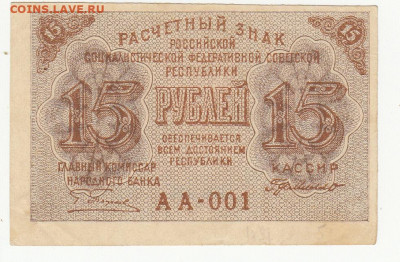 COINS.LAVE.RU
РАСЧЕТНЫЙ ЗНАК
15 15
РОССИЙСКОЙ
СОЦИАЛИСТИЧЕСКОЙ ФЕДЕРАТИВНОЙ СОВЕТСКОЙ
РЕСПУБЛИКИ
15 РУБЛЕЙ 15
ОБЕСПЕЧИВАЕТСЯ
ВСЕМ ДОСТОЯНИЕМ
РЕСПУБЛИКИ
ГЛАВНЫЙ КОМИССАР
НАРОДНОГО БАНКА
КАССИР
АА-001